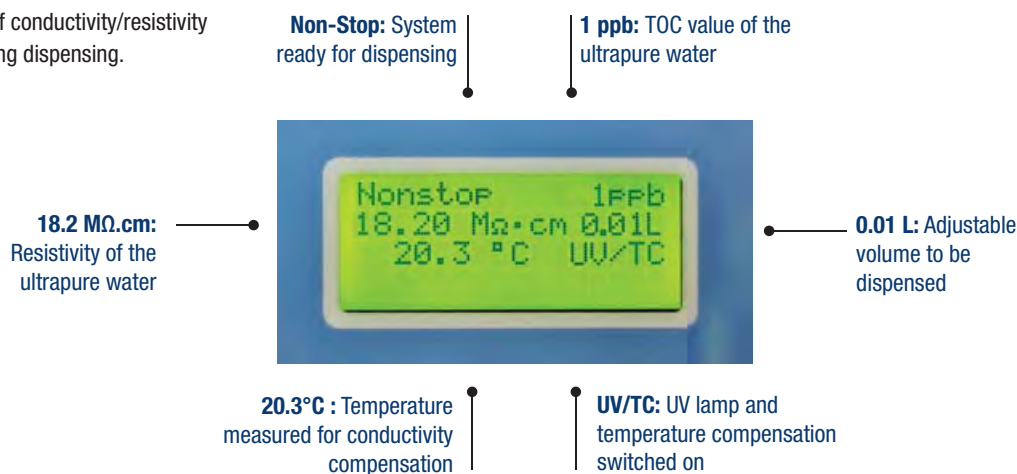 f conductivity/resistivity
ng dispensing.
Non-Stop: System
ready for dispensing
1 ppb: TOC value of the
ultrapure water
18.2 MΩ.cm:
Resistivity of the
ultrapure water
Nonstop 1ppb
18.20 MΩ·cm 0.01L
20.3 °C UV/TC
0.01 L: Adjustable
volume to be
dispensed
20.3°C : Temperature
measured for conductivity
compensation
UV/TC: UV lamp and
temperature compensation
switched on